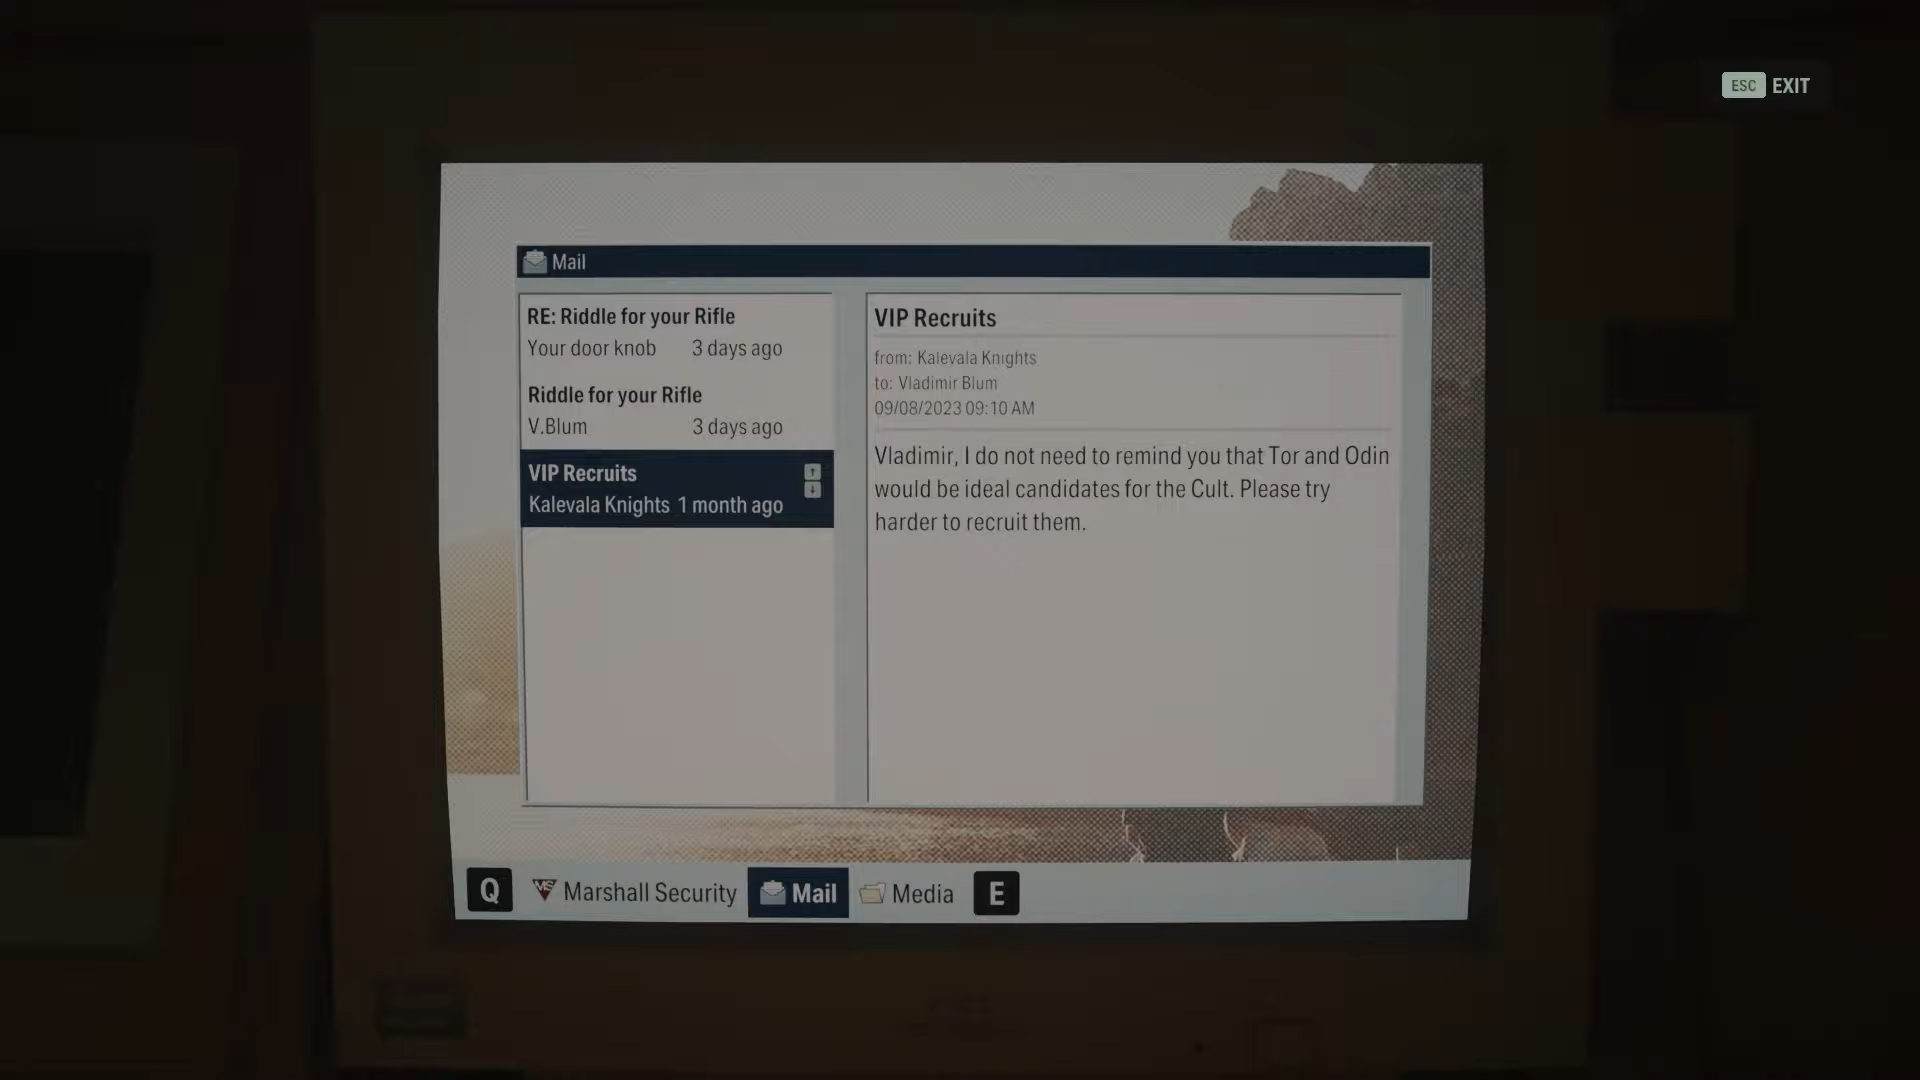 ESC EXIT
Mail
RE: Riddle for your Rifle
Your door knob 3 days ago
Riddle for your Rifle
V.Blum 3 days ago
VIP Recruits
Kalevala Knights 1 month ago
VIP Recruits
from: Kalevala Knights
to: Vladimir Blum
09/08/2023 09:10 AM
Vladimir, I do not need to remind you that Tor and Odin
would be ideal candidates for the Cult. Please try
harder to recruit them.
Q MS Marshall Security Mail Media E